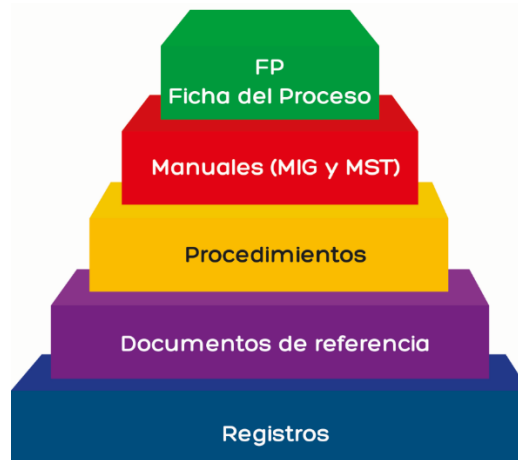 FP
Ficha del Proceso
Manuales (MIG y MST)
Procedimientos
Documentos de referencia
Registros